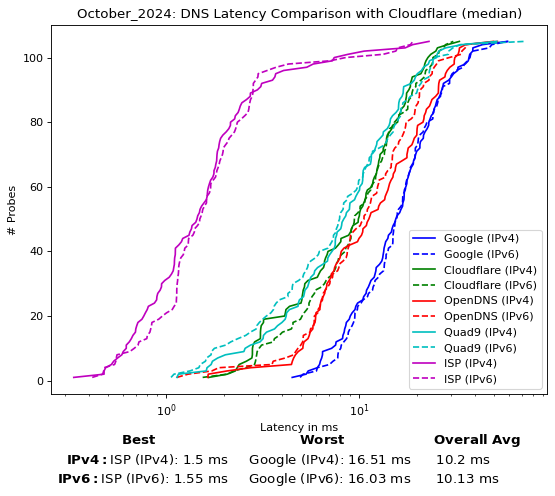 October_2024: DNS Latency Comparison with Cloudflare (median)
100
80
60
40
20
0
# Probes
Google (IPv4)
Google (IPv6)
Cloudflare (IPv4)
Cloudflare (IPv6)
OpenDNS (IPv4)
OpenDNS (IPv6)
Quad9 (IPv4)
Quad9 (IPv6)
ISP (IPv4)
ISP (IPv6)
10⁰ 10¹
Latency in ms
Best Worst Overall Avg
IPv4: ISP (IPv4): 1.5 ms Google (IPv4): 16.51 ms 10.2 ms
IPv6: ISP (IPv6): 1.55 ms Google (IPv6): 16.03 ms 10.13 ms